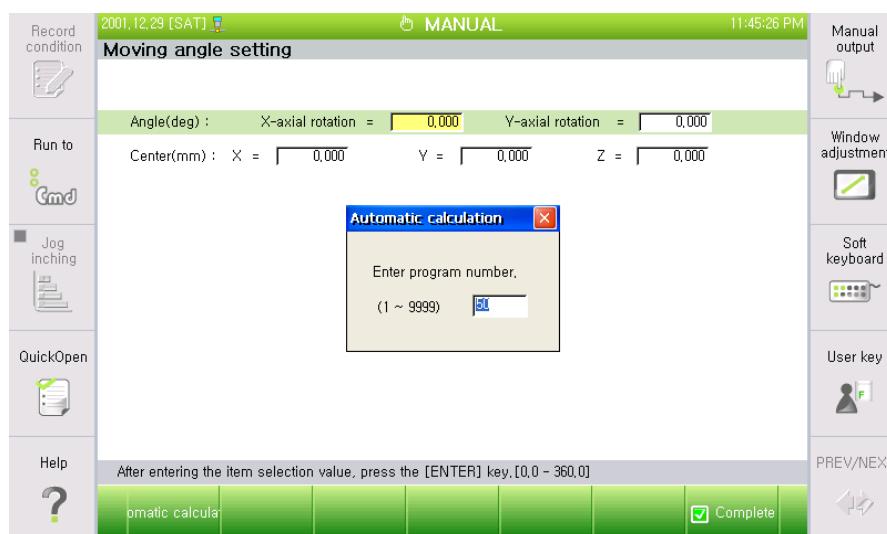 2001,12,29 [SAT] MANUAL 11:45:26 PM
Moving angle setting
Record
condition
Run to
Cmd
Jog
inching
QuickOpen
Help
Angle(deg) : X-axial rotation = 0,000 Y-axial rotation = 0,000
Center(mm) : X = 0,000 Y = 0,000 Z = 0,000
Automatic calculation
Enter program number,
(1 ~ 9999) 50
After entering the item selection value, press the [ENTER] key,[0,0 - 360,0]
omatic calcula
Complete
Manual
output
Window
adjustmen
Soft
keyboard
User key
F
PREV/NEX